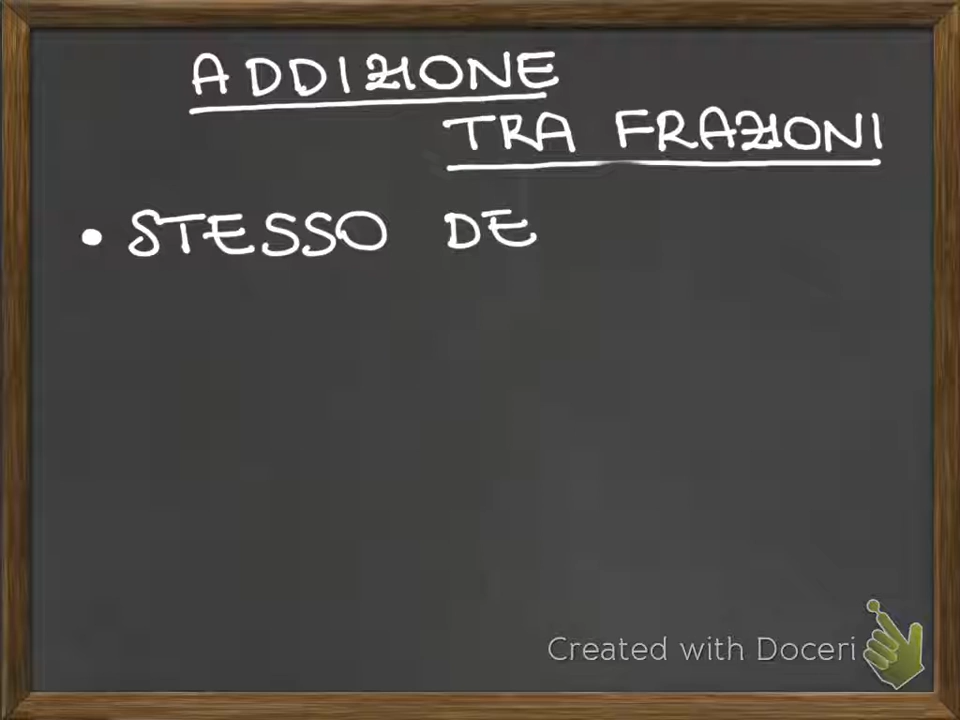 ADDIZIONE
TRA FRAZIONI
• STESSO DE
Created with Doceri